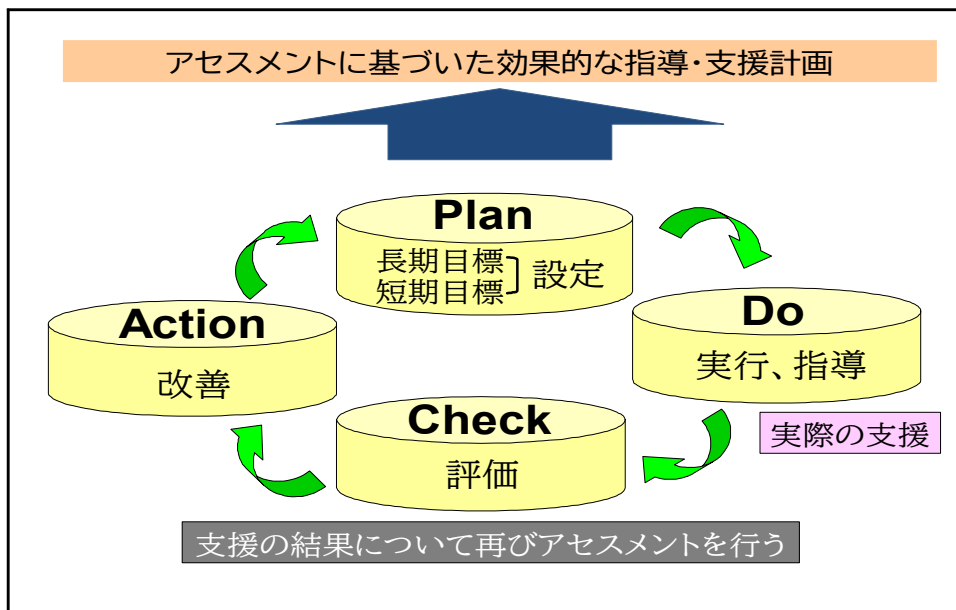 アセスメントに基づいた効果的な指導・支援計画
Plan
長期目標
短期目標
設定
Do
実行、指導
実際の支援
Check
評価
支援の結果について再びアセスメントを行う
Action
改善